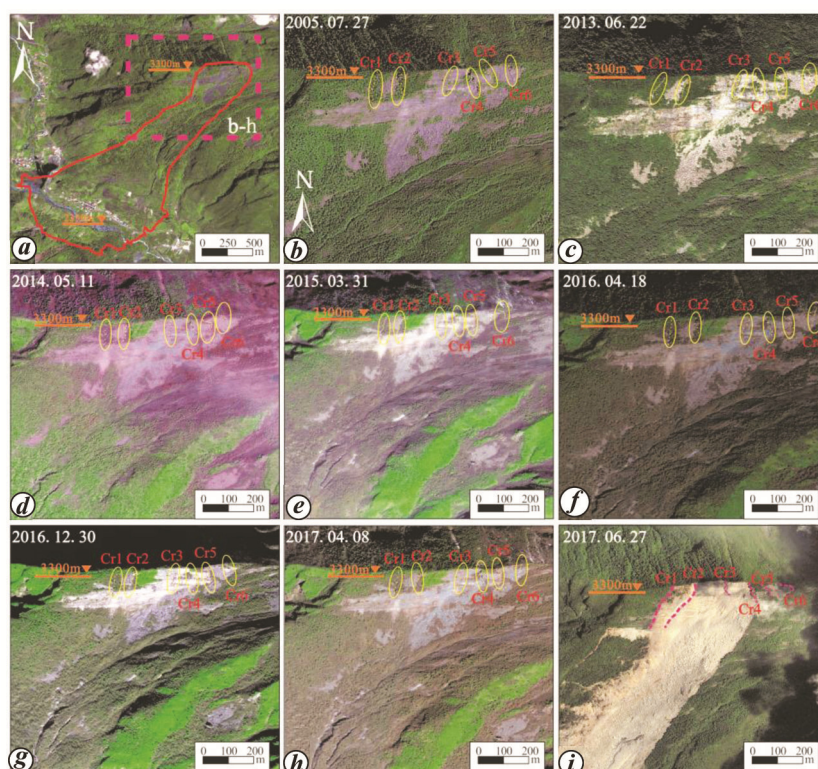 N
3300m
b-h
2???m
0 250 500
m
a
2005. 07. 27
Cr1 Cr2 Cr3 Cr5
3300m
Cr4 Cr6
N
0 100 200
m
b
2013. 06. 22
Cr1 Cr2 Cr3 Cr5
3300m
Cr4
0 100 200
m
c
2014. 05. 11
Cr1 Cr2 Cr3 Cr5
3300m
Cr4 Cr6
0 100 200
m
d
2015. 03. 31
Cr1 Cr2 Cr3 Cr5
3300m
Cr4 Cr6
0 100 200
m
e
2016. 04. 18
Cr1 Cr2 Cr3 Cr5
3300m
Cr4
0 100 200
m
f
2016. 12. 30
Cr1 Cr2 Cr3 Cr5
3300m
Cr4 Cr6
0 100 200
m
g
2017. 04. 08
Cr1 Cr2 Cr3 Cr5
3300m
Cr4 Cr6
0 100 200
m
h
2017. 06. 27
Cr1 Cr2 Cr3 Cr5
3300m
Cr4 Cr6
0 100 200
m
i